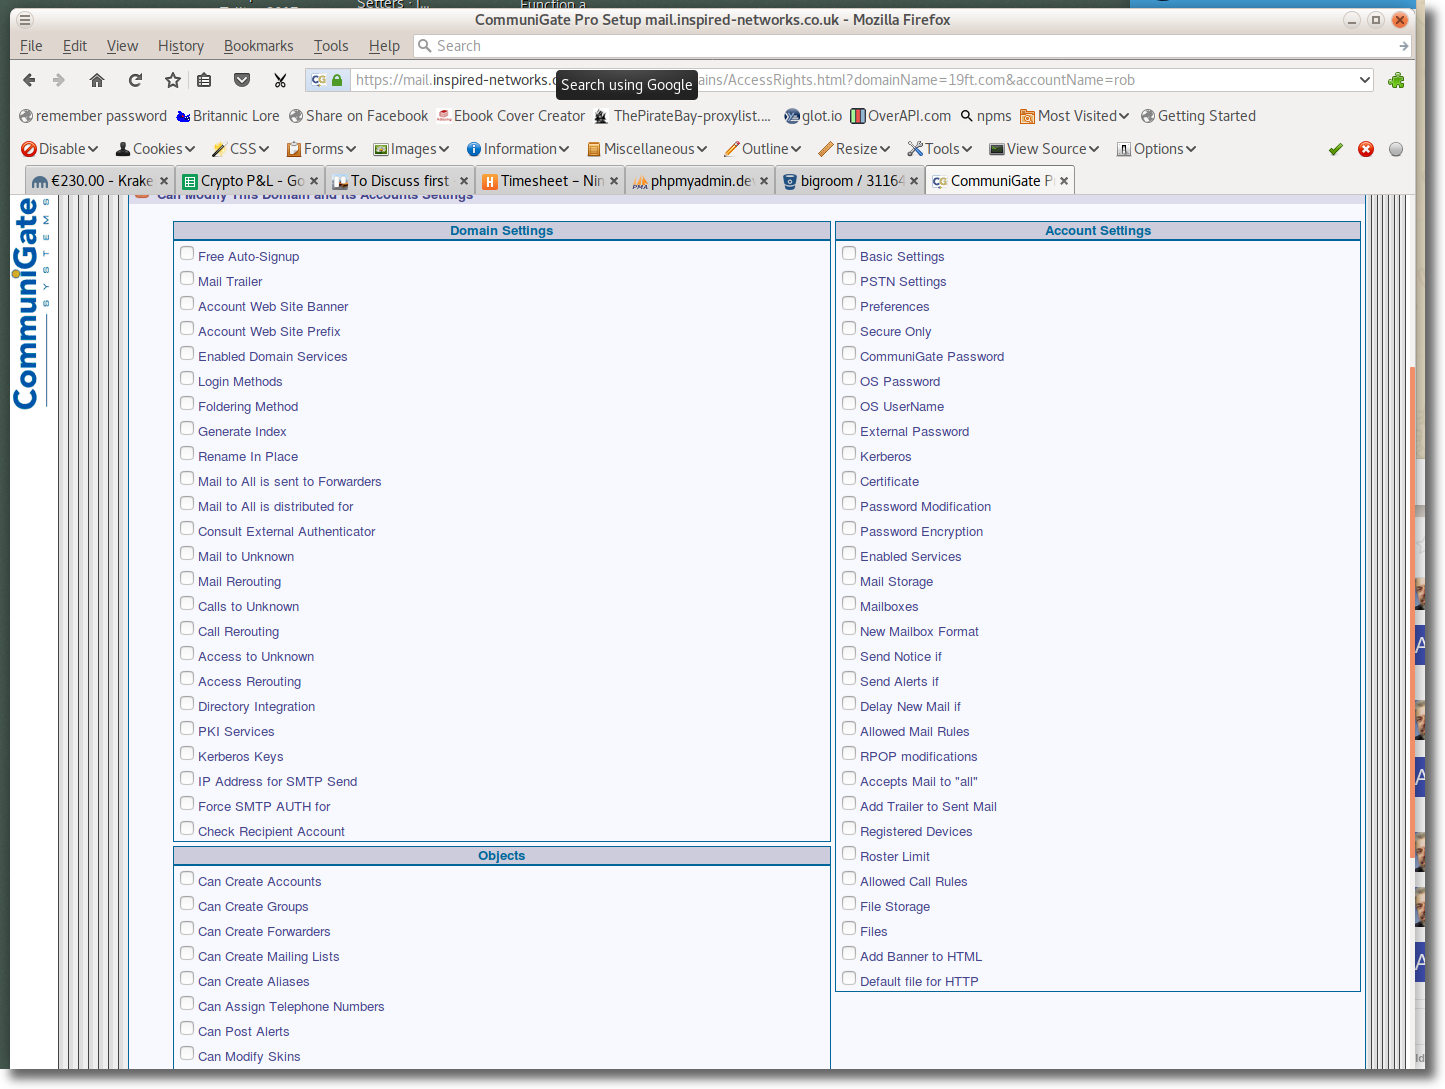 Setters - [...
Function a
CommuniGate Pro Setup mail.inspired-networks.co.uk - Mozilla Firefox
File Edit View History Bookmarks Tools Help Search
CG https://mail.inspired-networks.c ains/AccessRights.html?domainName=19ft.com&accountName=rob
Search using Google
remember password Britannic Lore Share on Facebook Ebook Cover Creator ThePirateBay-proxylist.... glot.io OverAPI.com npms Most Visited Getting Started
Disable Cookies CSS Forms Images Information Miscellaneous Outline Resize Tools View Source Options
€230.00 - Krake Crypto P&L - Go To Discuss first Timesheet – Nin phpmyadmin.de bigroom / 3116 CommuniGate P
CommuniGate
SYSTEMS
Can Modify This Domain and its Accounts Settings
Domain Settings
Free Auto-Signup
Mail Trailer
Account Web Site Banner
Account Web Site Prefix
Enabled Domain Services
Login Methods
Foldering Method
Generate Index
Rename In Place
Mail to All is sent to Forwarders
Mail to All is distributed for
Consult External Authenticator
Mail to Unknown
Mail Rerouting
Calls to Unknown
Call Rerouting
Access to Unknown
Access Rerouting
Directory Integration
PKI Services
Kerberos Keys
IP Address for SMTP Send
Force SMTP AUTH for
Check Recipient Account
Objects
Can Create Accounts
Can Create Groups
Can Create Forwarders
Can Create Mailing Lists
Can Create Aliases
Can Assign Telephone Numbers
Can Post Alerts
Can Modify Skins
Account Settings
Basic Settings
PSTN Settings
Preferences
Secure Only
CommuniGate Password
OS Password
OS UserName
External Password
Kerberos
Certificate
Password Modification
Password Encryption
Enabled Services
Mail Storage
Mailboxes
New Mailbox Format
Send Notice if
Send Alerts if
Delay New Mail if
Allowed Mail Rules
RPOP modifications
Accepts Mail to "all"
Add Trailer to Sent Mail
Registered Devices
Roster Limit
Allowed Call Rules
File Storage
Files
Add Banner to HTML
Default file for HTTP